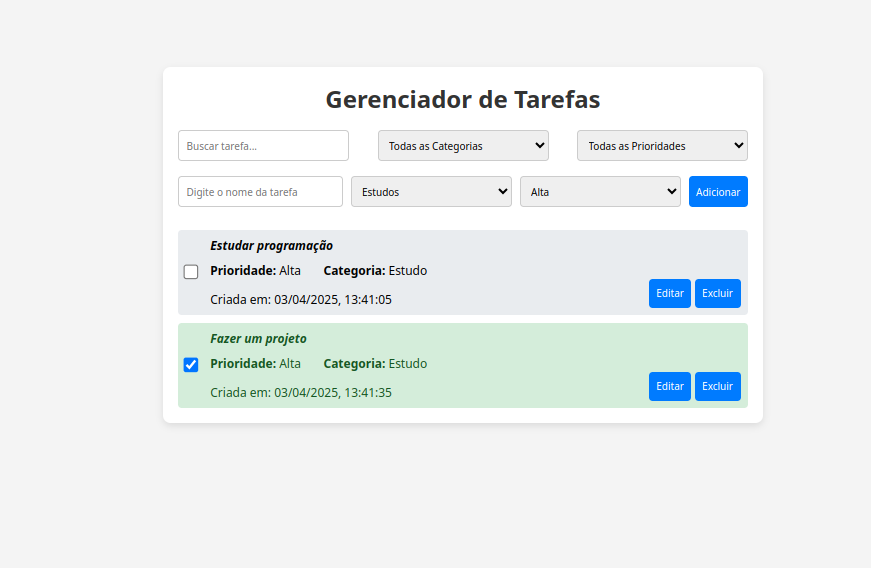 Gerenciador de Tarefas
Buscar tarefa... Todas as Categorias Todas as Prioridades
Digite o nome da tarefa Estudos Alta Adicionar
Estudar programação
Prioridade: Alta Categoria: Estudo
Criada em: 03/04/2025, 13:41:05 Editar Excluir
Fazer um projeto
Prioridade: Alta Categoria: Estudo
Criada em: 03/04/2025, 13:41:35 Editar Excluir